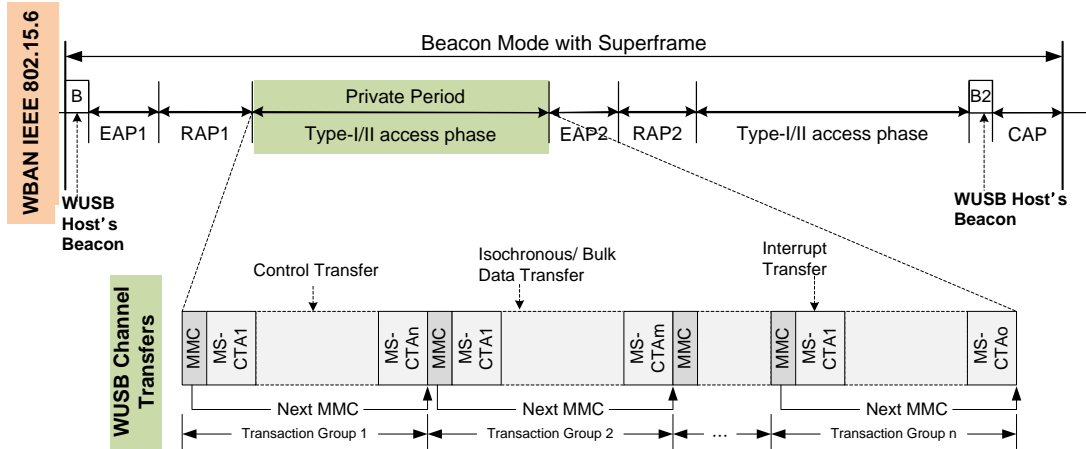 WBAN IEEE 802.15.6
Beacon Mode with Superframe
B
EAP1
RAP1
Private Period
Type-I/II access phase
EAP2
RAP2
Type-I/II access phase
B2
CAP
WUSB
Host's
Beacon
WUSB Host's
Beacon
WUSB Channel
Transfers
Control Transfer
Isochronous/ Bulk
Data Transfer
Interrupt
Transfer
MMC
MS-
CTA1
MS-
CTAn
MMC
MS-
CTA1
MS-
CTAm
MMC
MMC
MS-
CTA1
MS-
CTAo
Next MMC
Next MMC
Next MMC
Transaction Group 1
Transaction Group 2
...
Transaction Group n